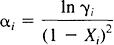 αᵢ = ln γᵢ / (1 − Xᵢ)²